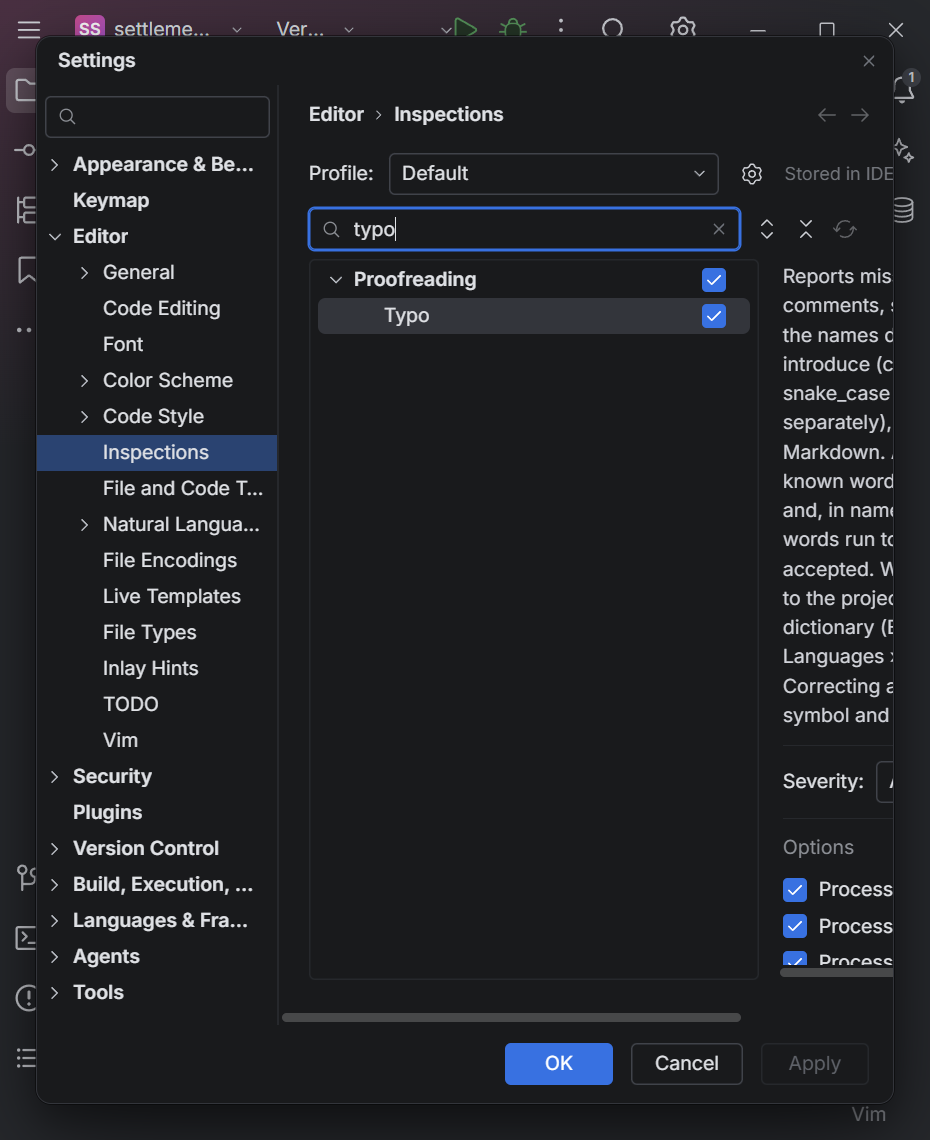 SS settleme... Ver...
Settings
1
Editor › Inspections
Profile: Default Stored in IDE
typo
Appearance & Be...
Keymap
Editor
General
Code Editing
Font
Color Scheme
Code Style
Inspections
File and Code T...
Natural Langua...
File Encodings
Live Templates
File Types
Inlay Hints
TODO
Vim
Security
Plugins
Version Control
Build, Execution, ...
Languages & Fra...
Agents
Tools
Proofreading
Typo
Reports mis
comments, s
the names d
introduce (c
snake_case
separately),
Markdown.
known word
and, in name
words run to
accepted. W
to the projec
dictionary (E
Languages ›
Correcting a
symbol and
Severity:
Options
Process
Process
Process
OK Cancel Apply
Vim